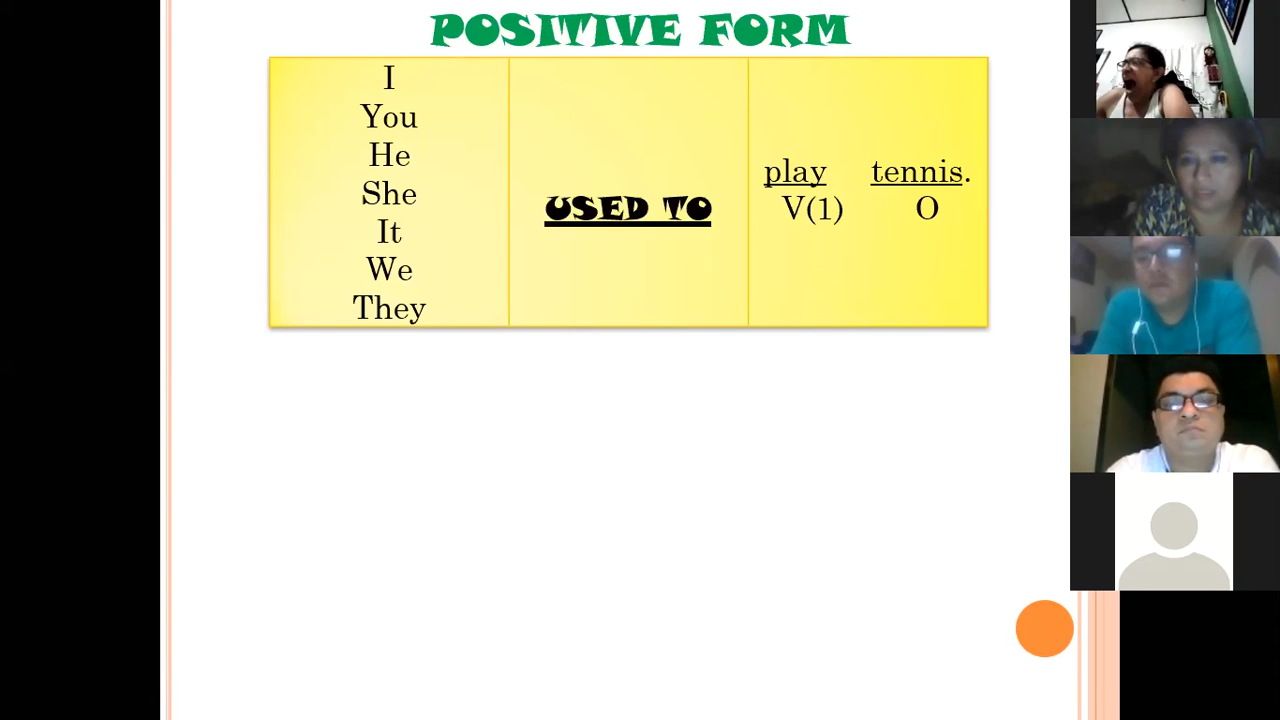 POSITIVE FORM
I
You
He
She
It
We
They
USED TO
play tennis.
V(1) O